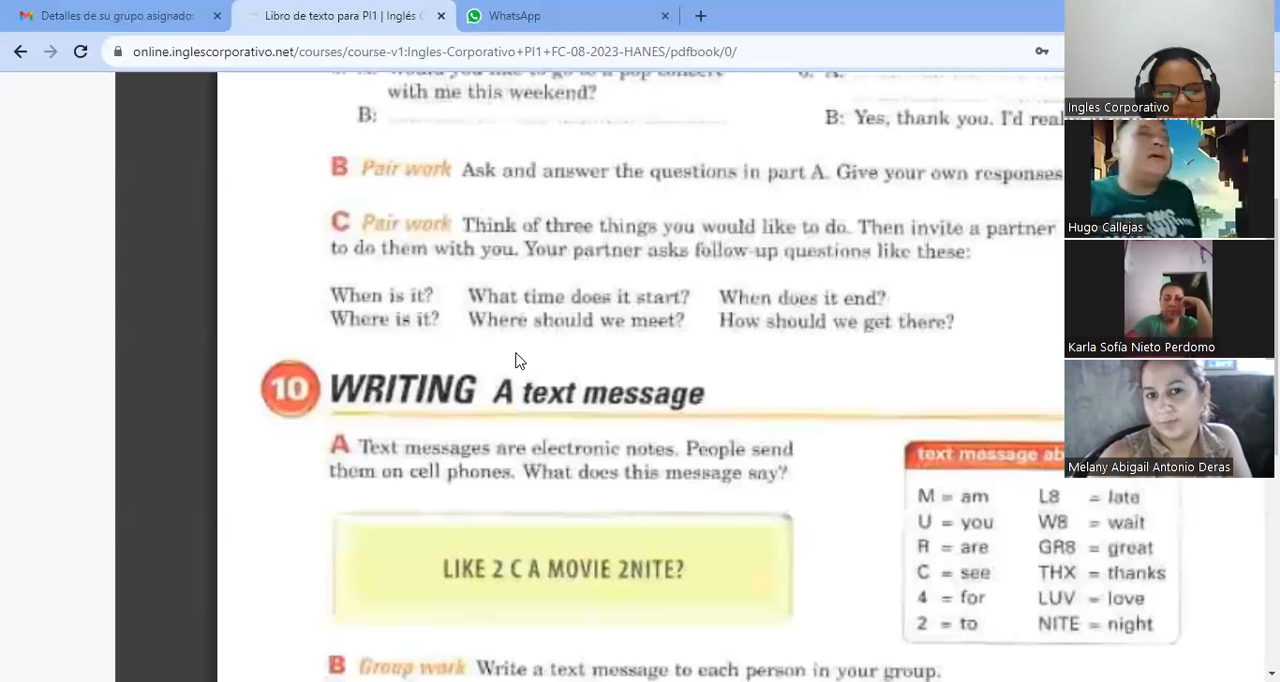 Detalles de su grupo asignado:
Libro de texto para PI1 | Inglés C
WhatsApp
online.inglescorporativo.net/courses/course-v1:Ingles-Corporativo+PI1+FC-08-2023-HANES/pdfbook/0/
with me this weekend?
B:
B: Yes, thank you. I'd real
B Pair work Ask and answer the questions in part A. Give your own responses
C Pair work Think of three things you would like to do. Then invite a partner
to do them with you. Your partner asks follow-up questions like these:
When is it? What time does it start? When does it end?
Where is it? Where should we meet? How should we get there?
10 WRITING A text message
A Text messages are electronic notes. People send
them on cell phones. What does this message say?
LIKE 2 C A MOVIE 2NITE?
text message ab
M = am L8 = late
U = you W8 = wait
R = are GR8 = great
C = see THX = thanks
4 = for LUV = love
2 = to NITE = night
B Group work Write a text message to each person in your group.
Ingles Corporativo
Hugo Callejas
Karla Sofía Nieto Perdomo
Melany Abigail Antonio Deras